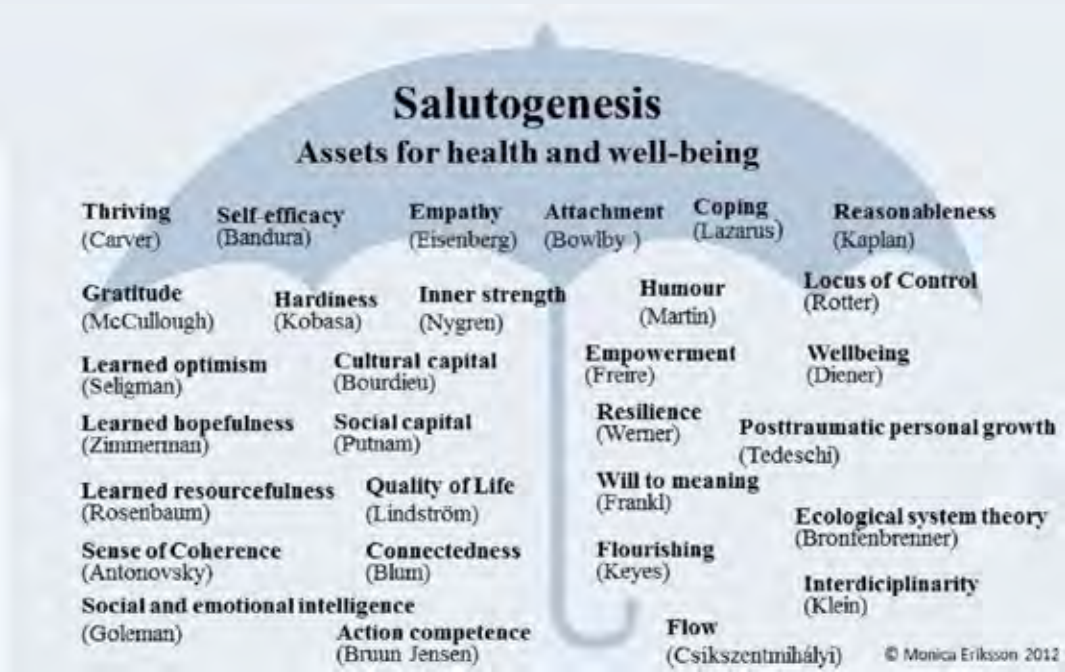 Salutogenesis
Assets for health and well-being
Thriving
(Carver)
Self-efficacy
(Bandura)
Empathy
(Eisenberg)
Attachment
(Bowlby )
Coping
(Lazarus)
Reasonableness
(Kaplan)
Gratitude
(McCullough)
Hardiness
(Kobasa)
Inner strength
(Nygren)
Humour
(Martin)
Locus of Control
(Rotter)
Learned optimism
(Seligman)
Cultural capital
(Bourdieu)
Empowerment
(Freire)
Wellbeing
(Diener)
Learned hopefulness
(Zimmerman)
Social capital
(Putnam)
Resilience
(Werner)
Posttraumatic personal growth
(Tedeschi)
Learned resourcefulness
(Rosenbaum)
Quality of Life
(Lindström)
Will to meaning
(Frankl)
Ecological system theory
(Bronfenbrenner)
Sense of Coherence
(Antonovsky)
Connectedness
(Blum)
Flourishing
(Keyes)
Interdiciplinarity
(Klein)
Social and emotional intelligence
(Goleman)
Action competence
(Bruun Jensen)
Flow
(Csikszentmihályi)
© Monica Eriksson 2012